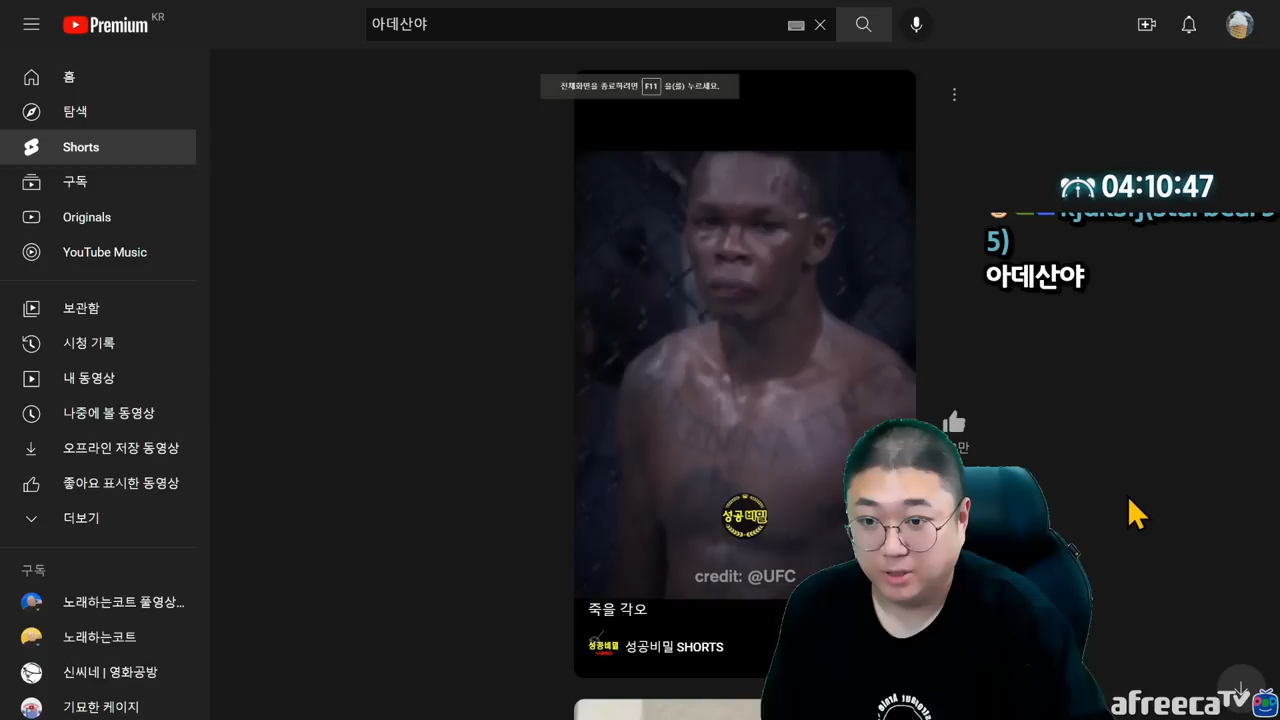 Premium KR
아데산야
홈
탐색
Shorts
구독
Originals
YouTube Music
보관함
시청 기록
내 동영상
나중에 볼 동영상
오프라인 저장 동영상
좋아요 표시한 동영상
더보기
구독
노래하는코트 풀영상...
노래하는코트
신씨네 | 영화공방
기묘한 케이지
전체화면을 종료하려면 F11 을(를) 누르세요.
04:10:47
5)
아데산야
만
성공비밀
credit: @UFC
죽을 각오
성공비밀
성공비밀 SHORTS
afreecaTV